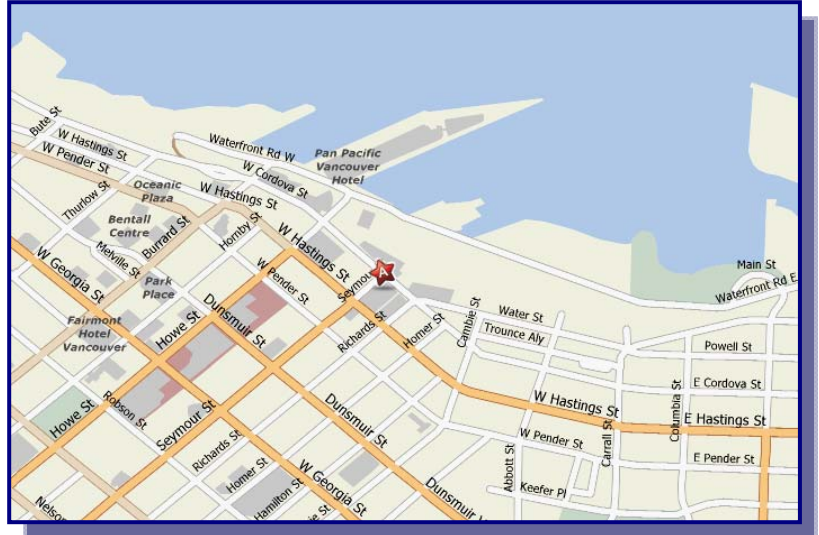 Bute St
W Hastings St
W Pender St
Waterfront Rd W
Pan Pacific
Vancouver
Hotel
W Cordova St
Oceanic
Plaza
W Hastings St
Thurlow St
Bentall
Centre
Burrard St
Hornby St
W Hastings St
Melville St
W Georgia St
W Pender St
Park
Place
A
Main St
Waterfront Rd E
Water St
Cambie St
Trounce Aly
Richards St
Homer St
Powell St
Howe St
Dunsmuir St
Fairmont
Hotel
Vancouver
E Cordova St
W Hastings St
Columbia St
E Hastings St
Robson St
Howe St
Seymour St
Dunsmuir St
W Pender St
Carrall St
E Pender St
Richards St
Abbott St
Homer St
W Georgia St
Keefer Pl
Hamilton St
Dunsmuir